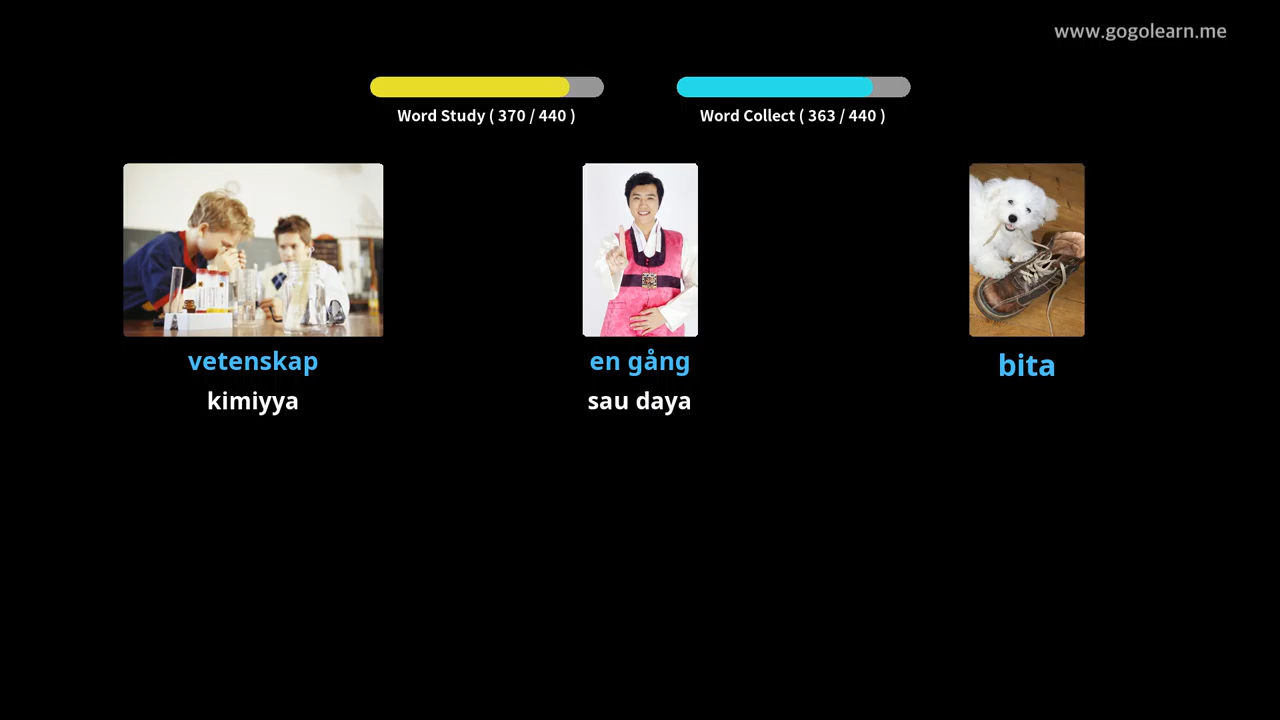 www.gogolearn.me
Word Study ( 370 / 440 )
Word Collect ( 363 / 440 )
vetenskap
kimiyya
en gång
sau daya
bita